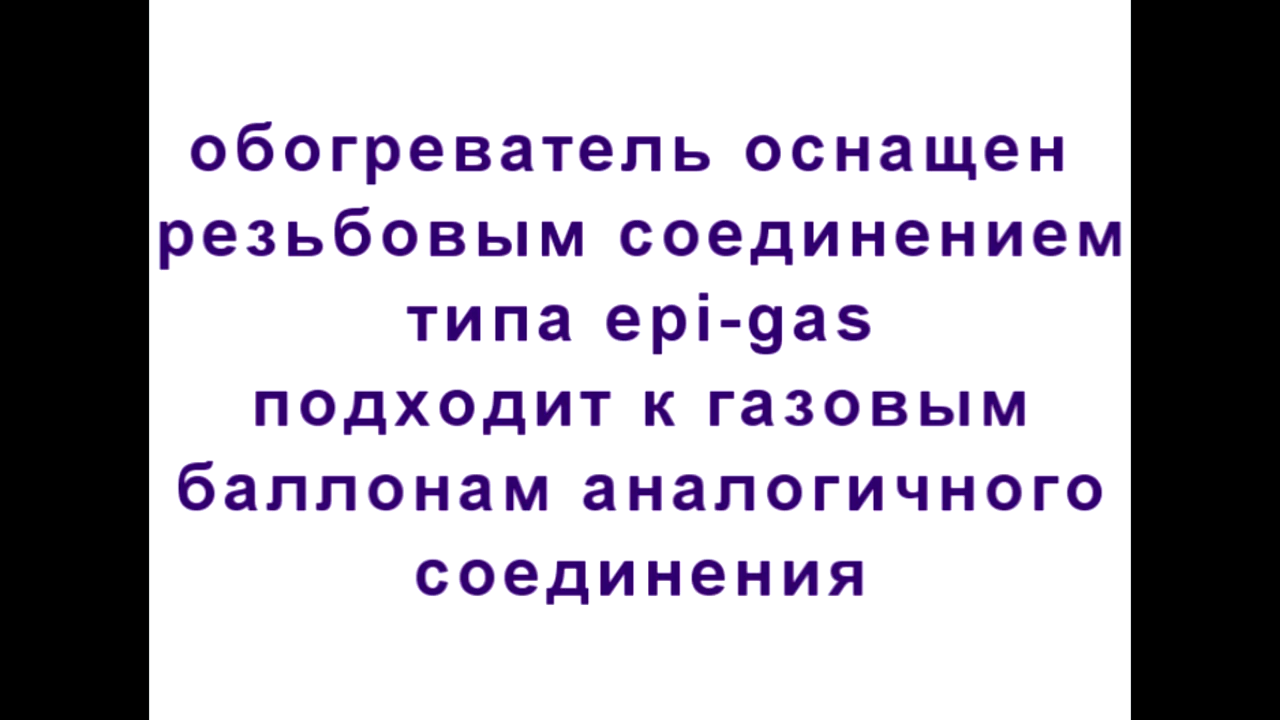 обогреватель оснащен
резьбовым соединением
типа epi-gas
подходит к газовым
баллонам аналогичного
соединения